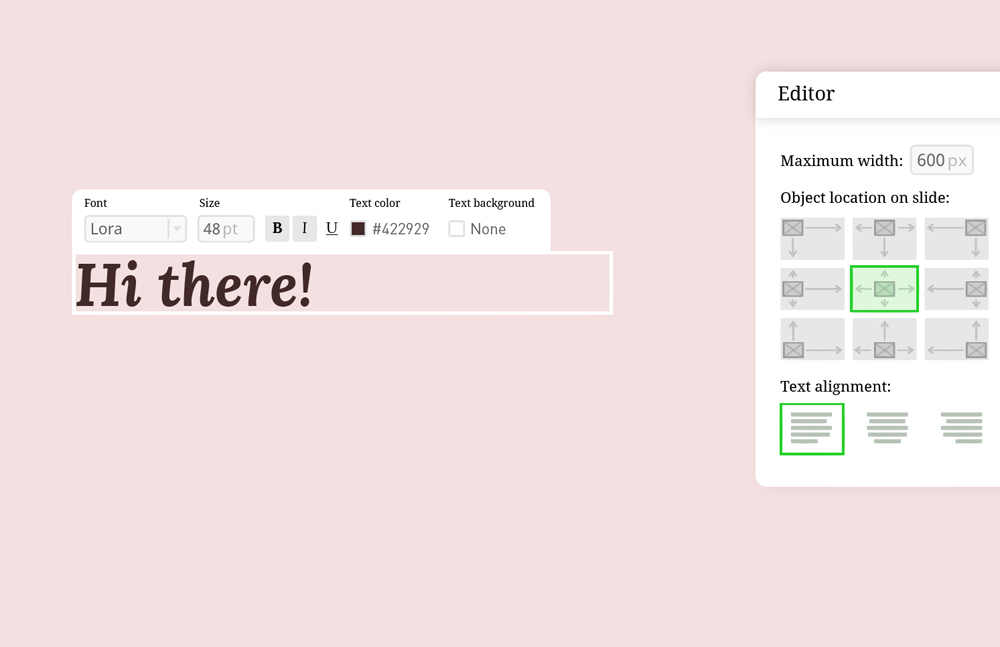 Editor
Maximum width: 600 px
Object location on slide:
Text alignment:
Font Size Text color Text background
Lora 48 pt B I U #422929 None
Hi there!